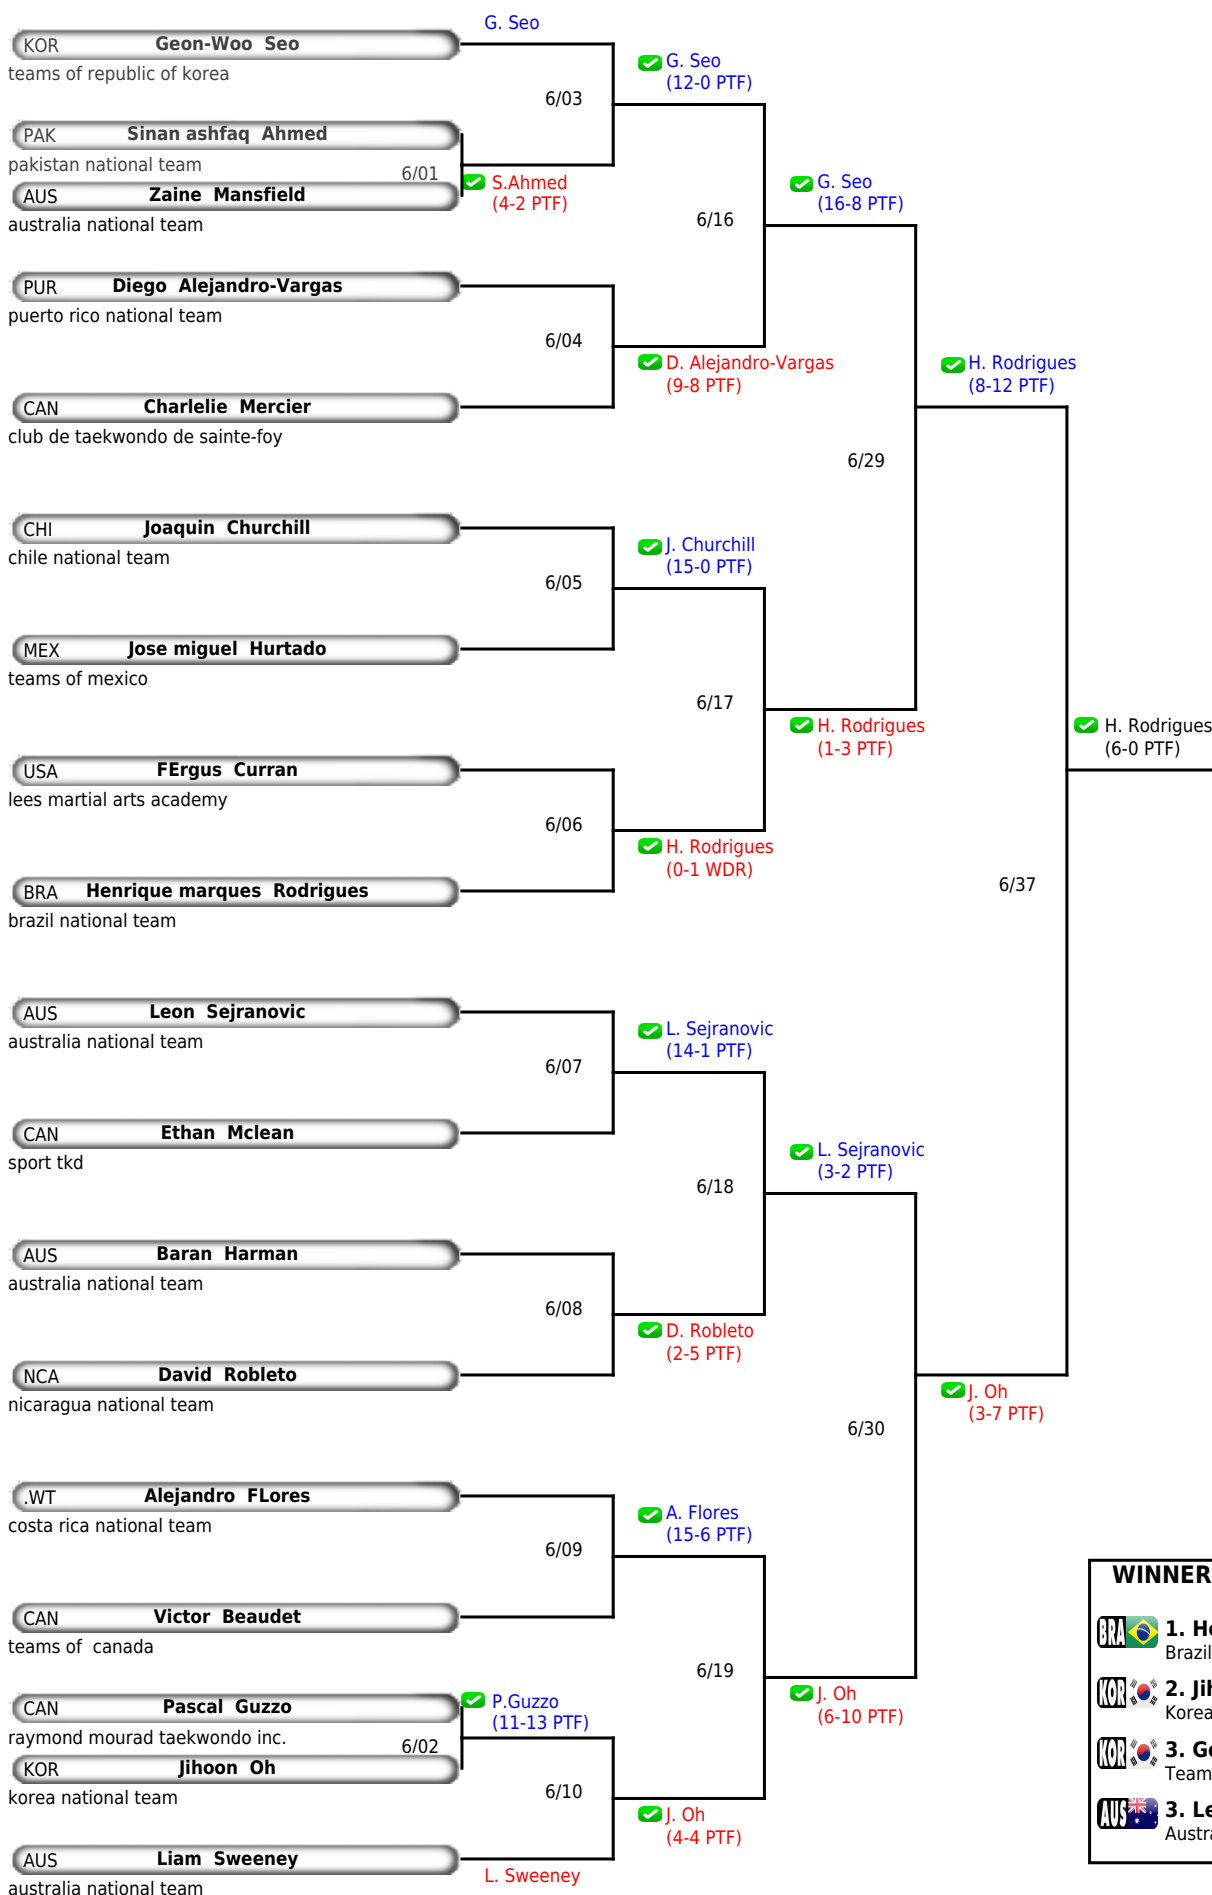 G. Seo
KOR Geon-Woo Seo
teams of republic of korea
G. Seo
(12-0 PTF)
6/03
PAK Sinan ashfaq Ahmed
pakistan national team
6/01
S.Ahmed
(4-2 PTF)
AUS Zaine Mansfield
australia national team
G. Seo
(16-8 PTF)
6/16
PUR Diego Alejandro-Vargas
puerto rico national team
6/04
D. Alejandro-Vargas
(9-8 PTF)
H. Rodrigues
(8-12 PTF)
CAN Charlelie Mercier
club de taekwondo de sainte-foy
6/29
CHI Joaquin Churchill
chile national team
J. Churchill
(15-0 PTF)
6/05
MEX Jose miguel Hurtado
teams of mexico
6/17
H. Rodrigues
(1-3 PTF)
H. Rodrigues
(6-0 PTF)
USA FErgus Curran
lees martial arts academy
6/06
H. Rodrigues
(0-1 WDR)
6/37
BRA Henrique marques Rodrigues
brazil national team
AUS Leon Sejranovic
australia national team
L. Sejranovic
(14-1 PTF)
6/07
CAN Ethan Mclean
sport tkd
L. Sejranovic
(3-2 PTF)
6/18
AUS Baran Harman
australia national team
6/08
D. Robleto
(2-5 PTF)
NCA David Robleto
nicaragua national team
J. Oh
(3-7 PTF)
6/30
.WT Alejandro FLores
costa rica national team
A. Flores
(15-6 PTF)
6/09
CAN Victor Beaudet
teams of canada
6/19
J. Oh
(6-10 PTF)
CAN Pascal Guzzo
raymond mourad taekwondo inc.
P.Guzzo
(11-13 PTF)
6/02
KOR Jihoon Oh
korea national team
6/10
J. Oh
(4-4 PTF)
AUS Liam Sweeney
australia national team
L. Sweeney
WINNER
BRA 1. He
Brazil
KOR 2. Jih
Korea
KOR 3. Ge
Team
AUS 3. Le
Austra